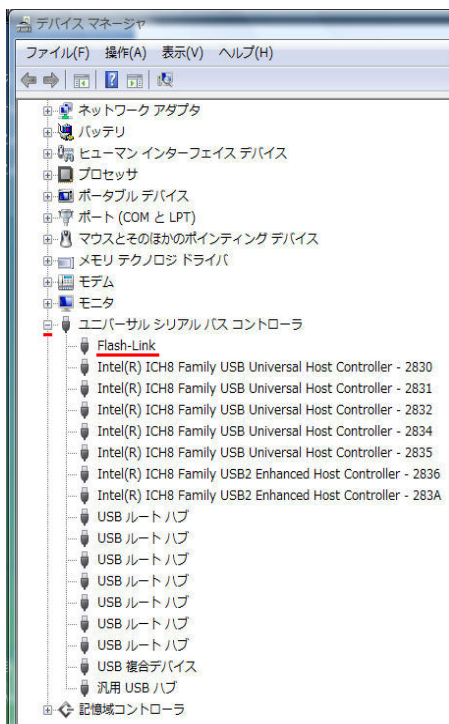 デバイス マネージャ
ファイル(F) 操作(A) 表示(V) ヘルプ(H)
ネットワーク アダプタ
バッテリ
ヒューマン インターフェイス デバイス
プロセッサ
ポータブル デバイス
ポート (COM と LPT)
マウスとそのほかのポインティング デバイス
メモリ テクノロジ ドライバ
モデム
モニタ
ユニバーサル シリアル バス コントローラ
Flash-Link
Intel(R) ICH8 Family USB Universal Host Controller - 2830
Intel(R) ICH8 Family USB Universal Host Controller - 2831
Intel(R) ICH8 Family USB Universal Host Controller - 2832
Intel(R) ICH8 Family USB Universal Host Controller - 2834
Intel(R) ICH8 Family USB Universal Host Controller - 2835
Intel(R) ICH8 Family USB2 Enhanced Host Controller - 2836
Intel(R) ICH8 Family USB2 Enhanced Host Controller - 283A
USB ルート ハブ
USB ルート ハブ
USB ルート ハブ
USB ルート ハブ
USB ルート ハブ
USB ルート ハブ
USB ルート ハブ
USB 複合デバイス
汎用 USB ハブ
記憶域コントローラ